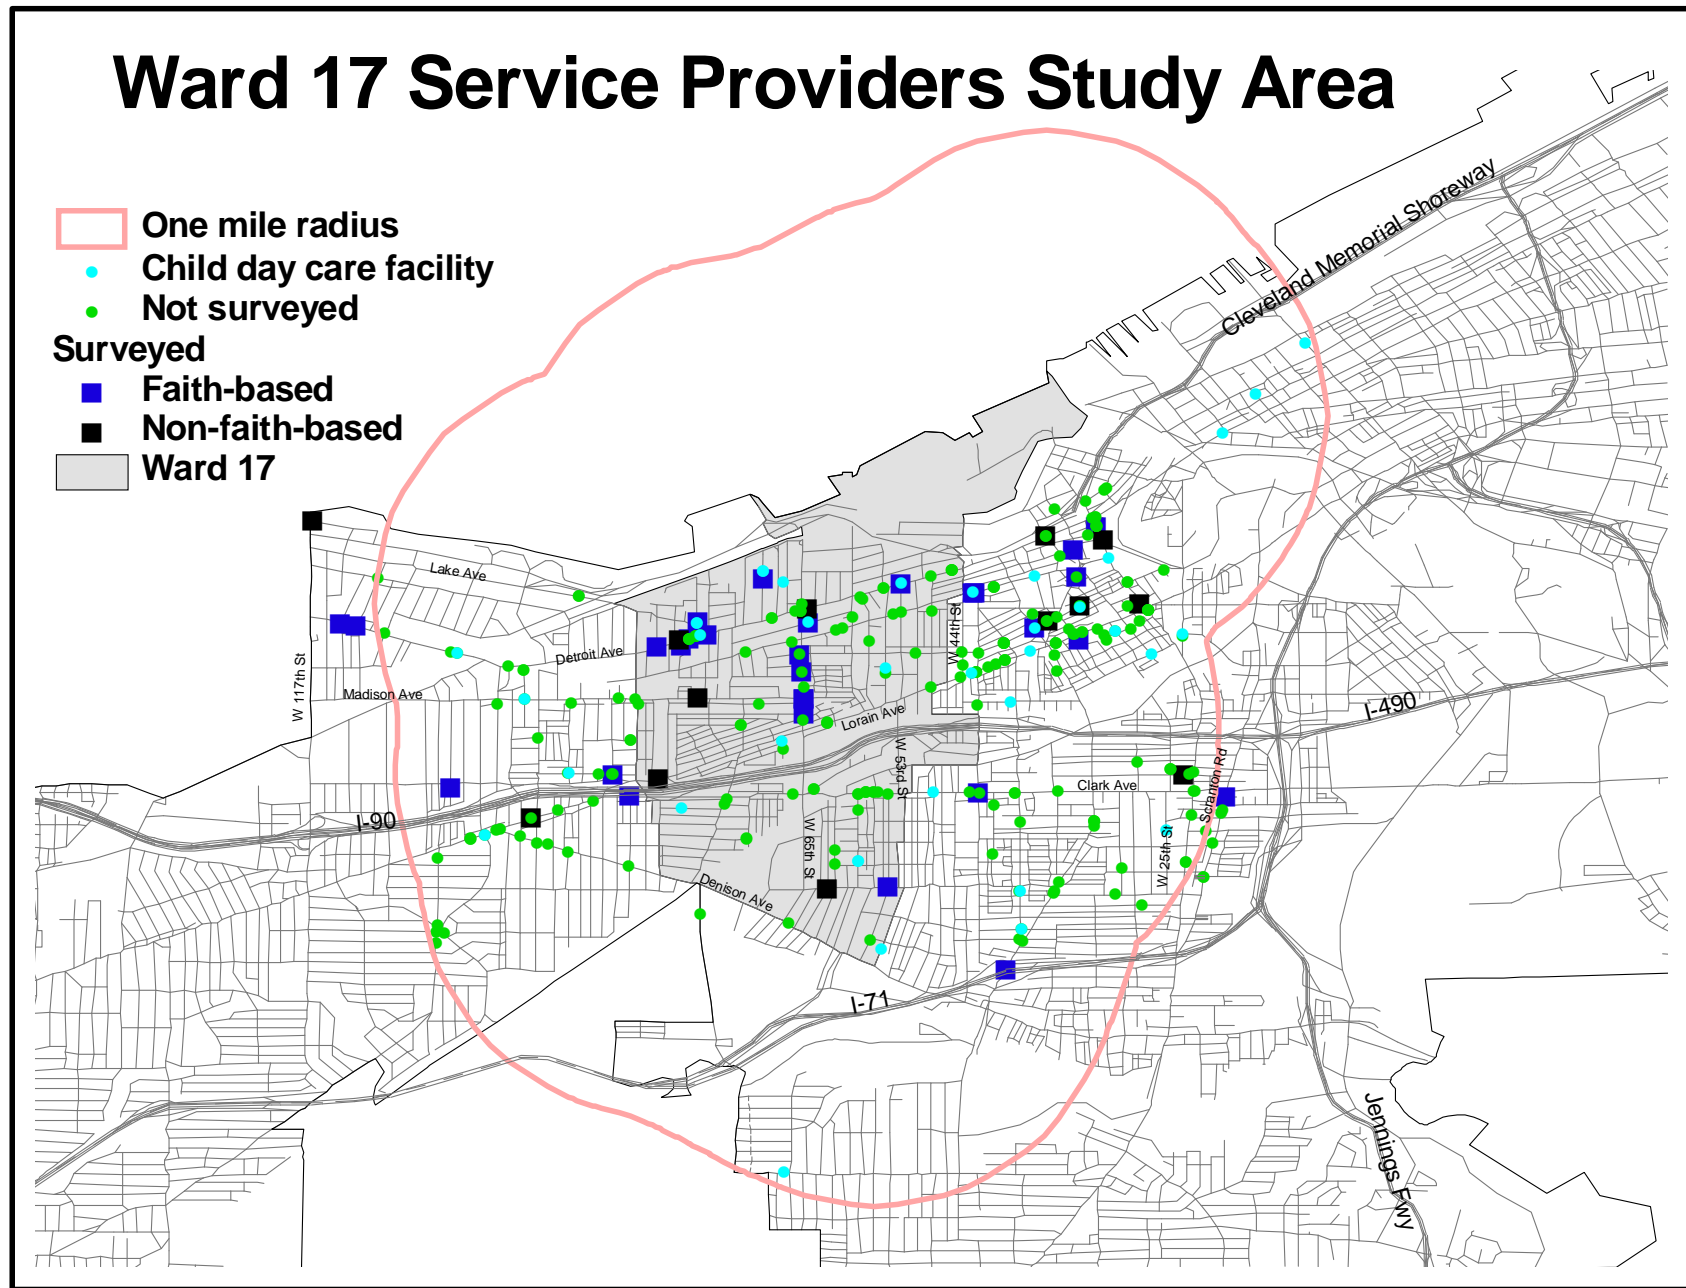 Ward 17 Service Providers Study Area
One mile radius
Child day care facility
Not surveyed
Surveyed
Faith-based
Non-faith-based
Ward 17
Cleveland Memorial Shoreway
Lake Ave
W 44th St
Detroit Ave
W 117th St
Madison Ave
Lorain Ave
I-490
W 53rd St
Scranton Rd
Clark Ave
I-90
W 65th St
W 25th St
Denison Ave
I-71
Jennings Fwy